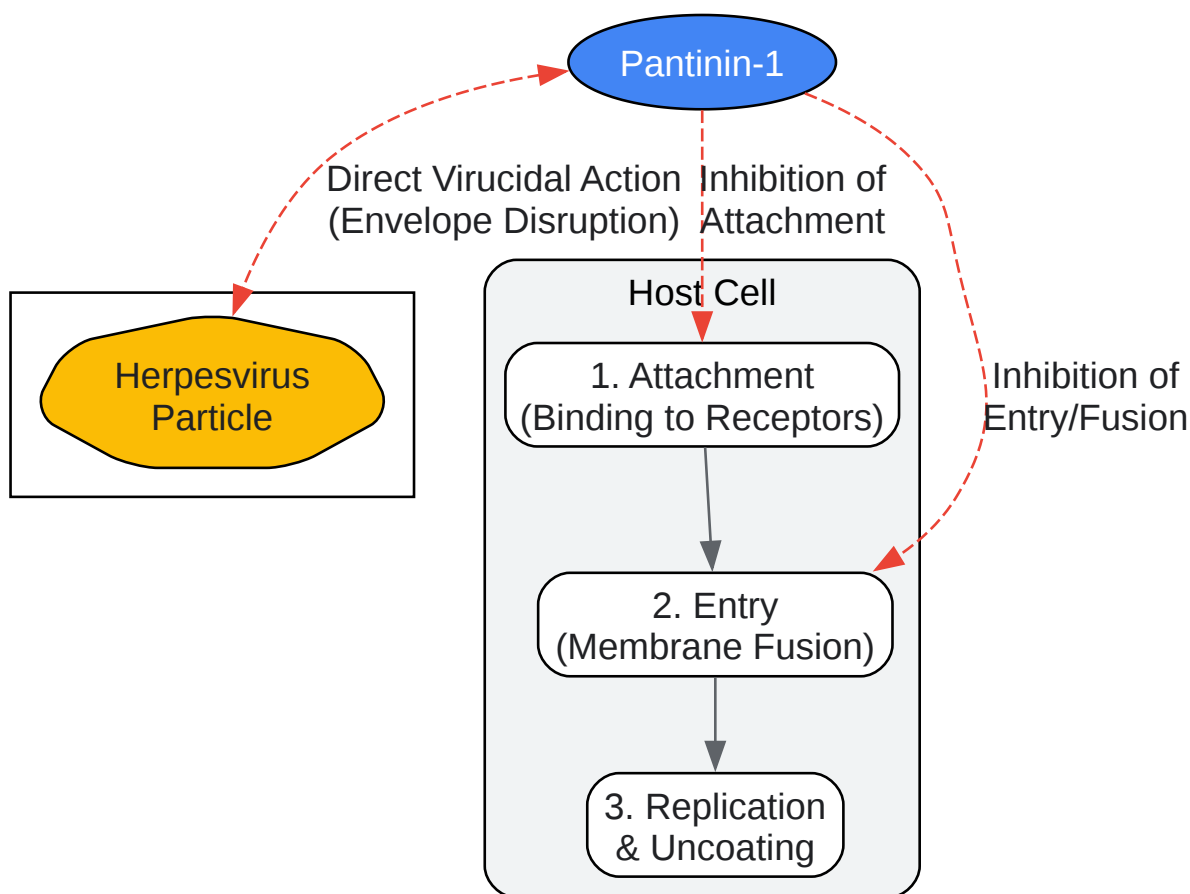 Pantinin-1
Direct Virucidal Action
(Envelope Disruption)
Inhibition of
Attachment
Host Cell
Herpesvirus
Particle
1. Attachment
(Binding to Receptors)
Inhibition of
Entry/Fusion
2. Entry
(Membrane Fusion)
3. Replication
& Uncoating